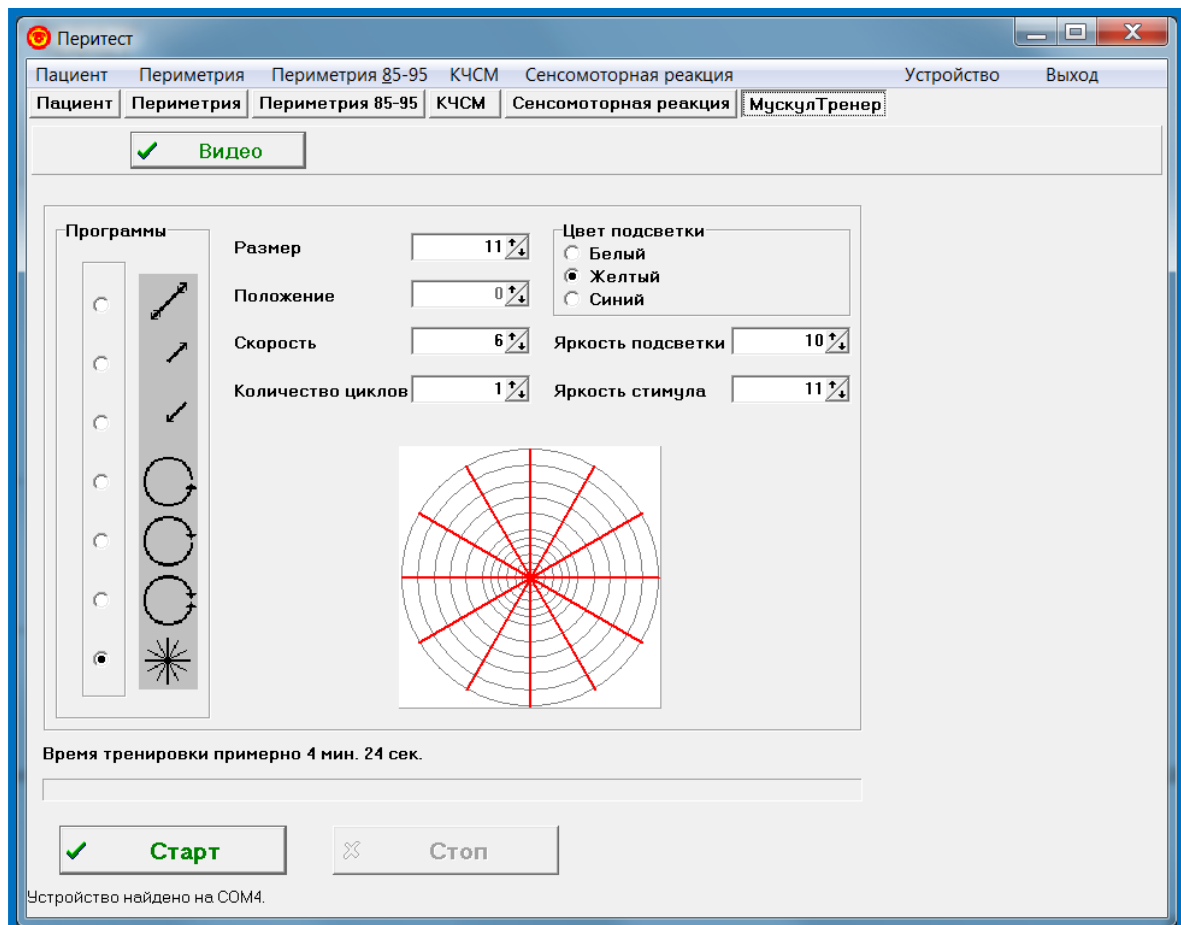 Перитест
Пациент Периметрия Периметрия 85-95 КЧСМ Сенсомоторная реакция Устройство Выход
Пациент Периметрия Периметрия 85-95 КЧСМ Сенсомоторная реакция МускулТренер
Видео
Программы
Размер 11
Положение 0
Скорость 6
Количество циклов 1
Цвет подсветки
Белый
Желтый
Синий
Яркость подсветки 10
Яркость стимула 11
Время тренировки примерно 4 мин. 24 сек.
Старт Стоп
Устройство найдено на COM4.